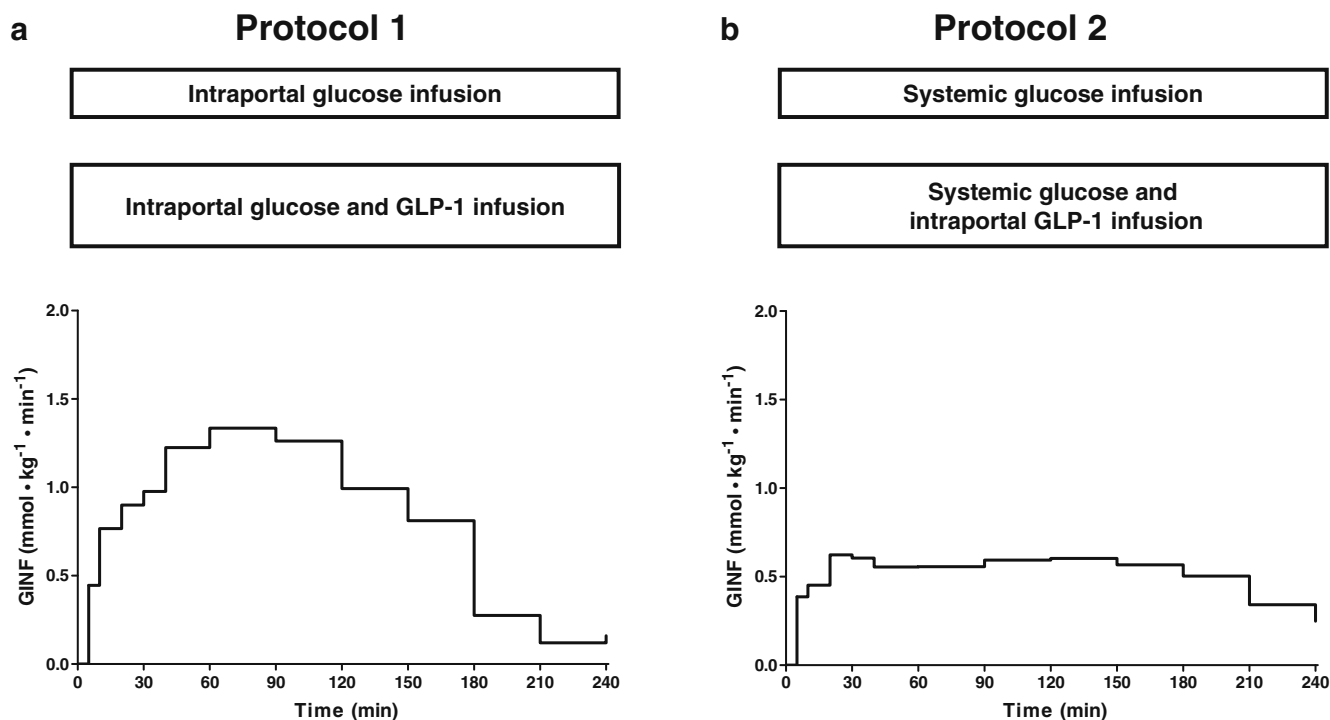 a
Protocol 1
Intraportal glucose infusion
Intraportal glucose and GLP-1 infusion
2.0
1.5
1.0
0.5
0.0
GINF (mmol • kg⁻¹ • min⁻¹)
0 30 60 90 120 150 180 210 240
Time (min)
b
Protocol 2
Systemic glucose infusion
Systemic glucose and
intraportal GLP-1 infusion
2.0
1.5
1.0
0.5
0.0
GINF (mmol • kg⁻¹ • min⁻¹)
0 30 60 90 120 150 180 210 240
Time (min)